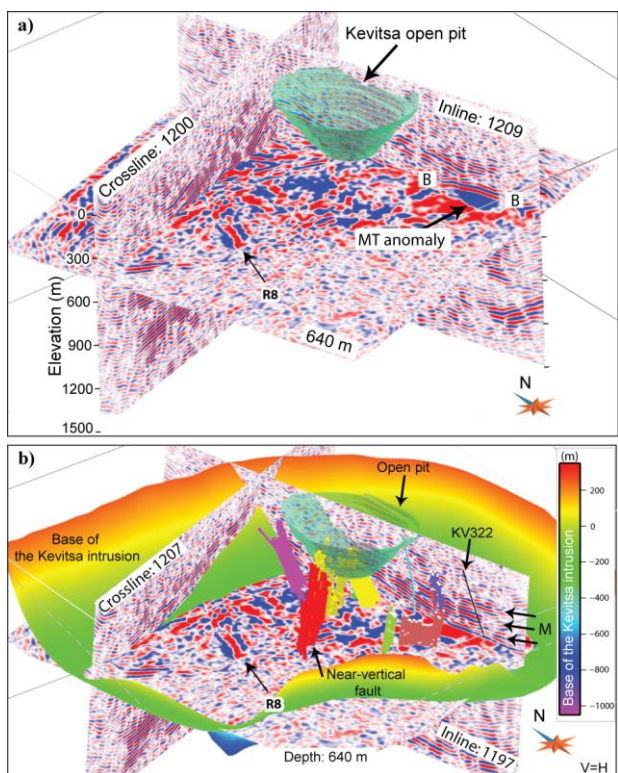 a)
Kevitsa open pit
Crossline: 1200
Inline: 1209
B
B
0
MT anomaly
300
R8
600
640 m
900
Elevation (m)
1200
N
1500
b)
(m)
Open pit
200
Base of
the Kevitsa intrusion
KV322
0
Crossline: 1207
−200
−400
M
−600
−800
−1000
Base of the Kevitsa intrusion
Near-vertical
fault
R8
N
Inline: 1197
Depth: 640 m
V=H